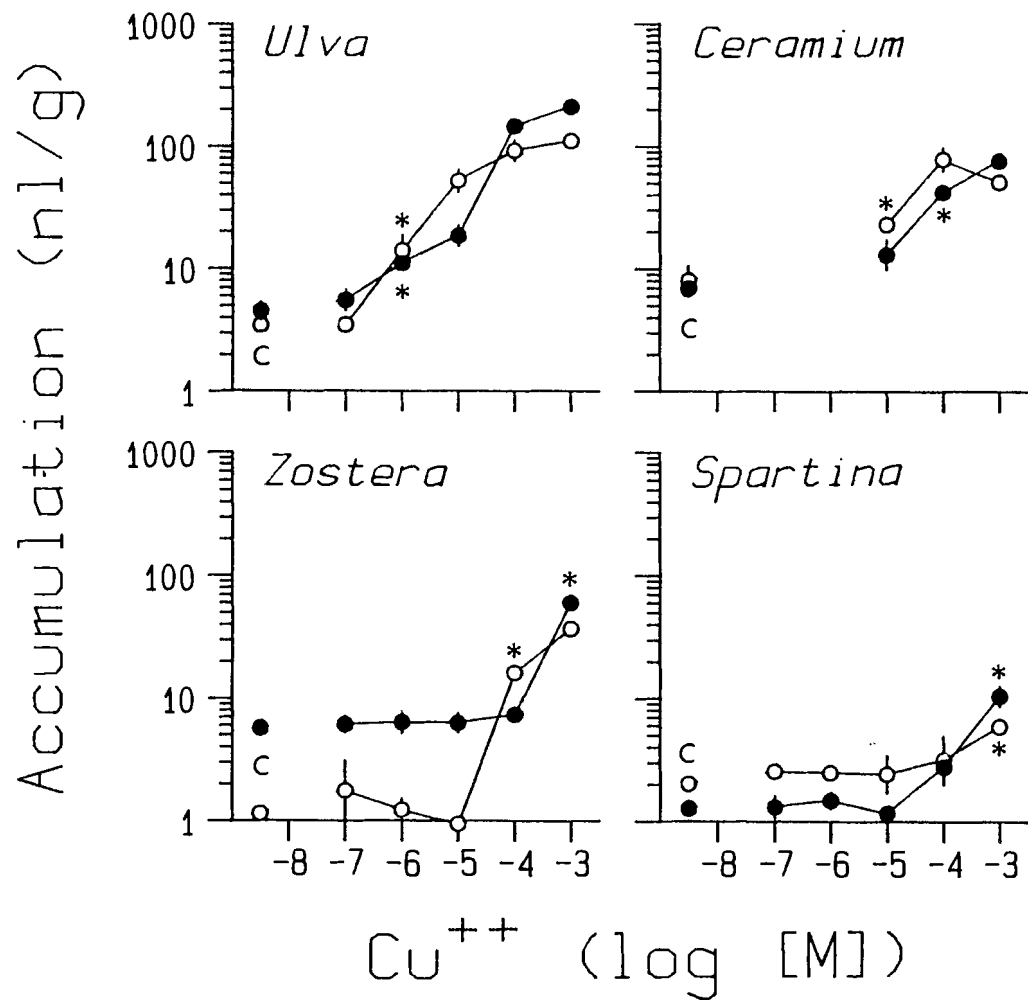 Accumulation (nl/g)
Ulva
1000
100
10
1
*
*
C
Ceramium
*
*
C
Zostera
1000
100
10
1
*
*
C
-8 -7 -6 -5 -4 -3
Spartina
*
*
C
-8 -7 -6 -5 -4 -3
Cu++ (log [M])